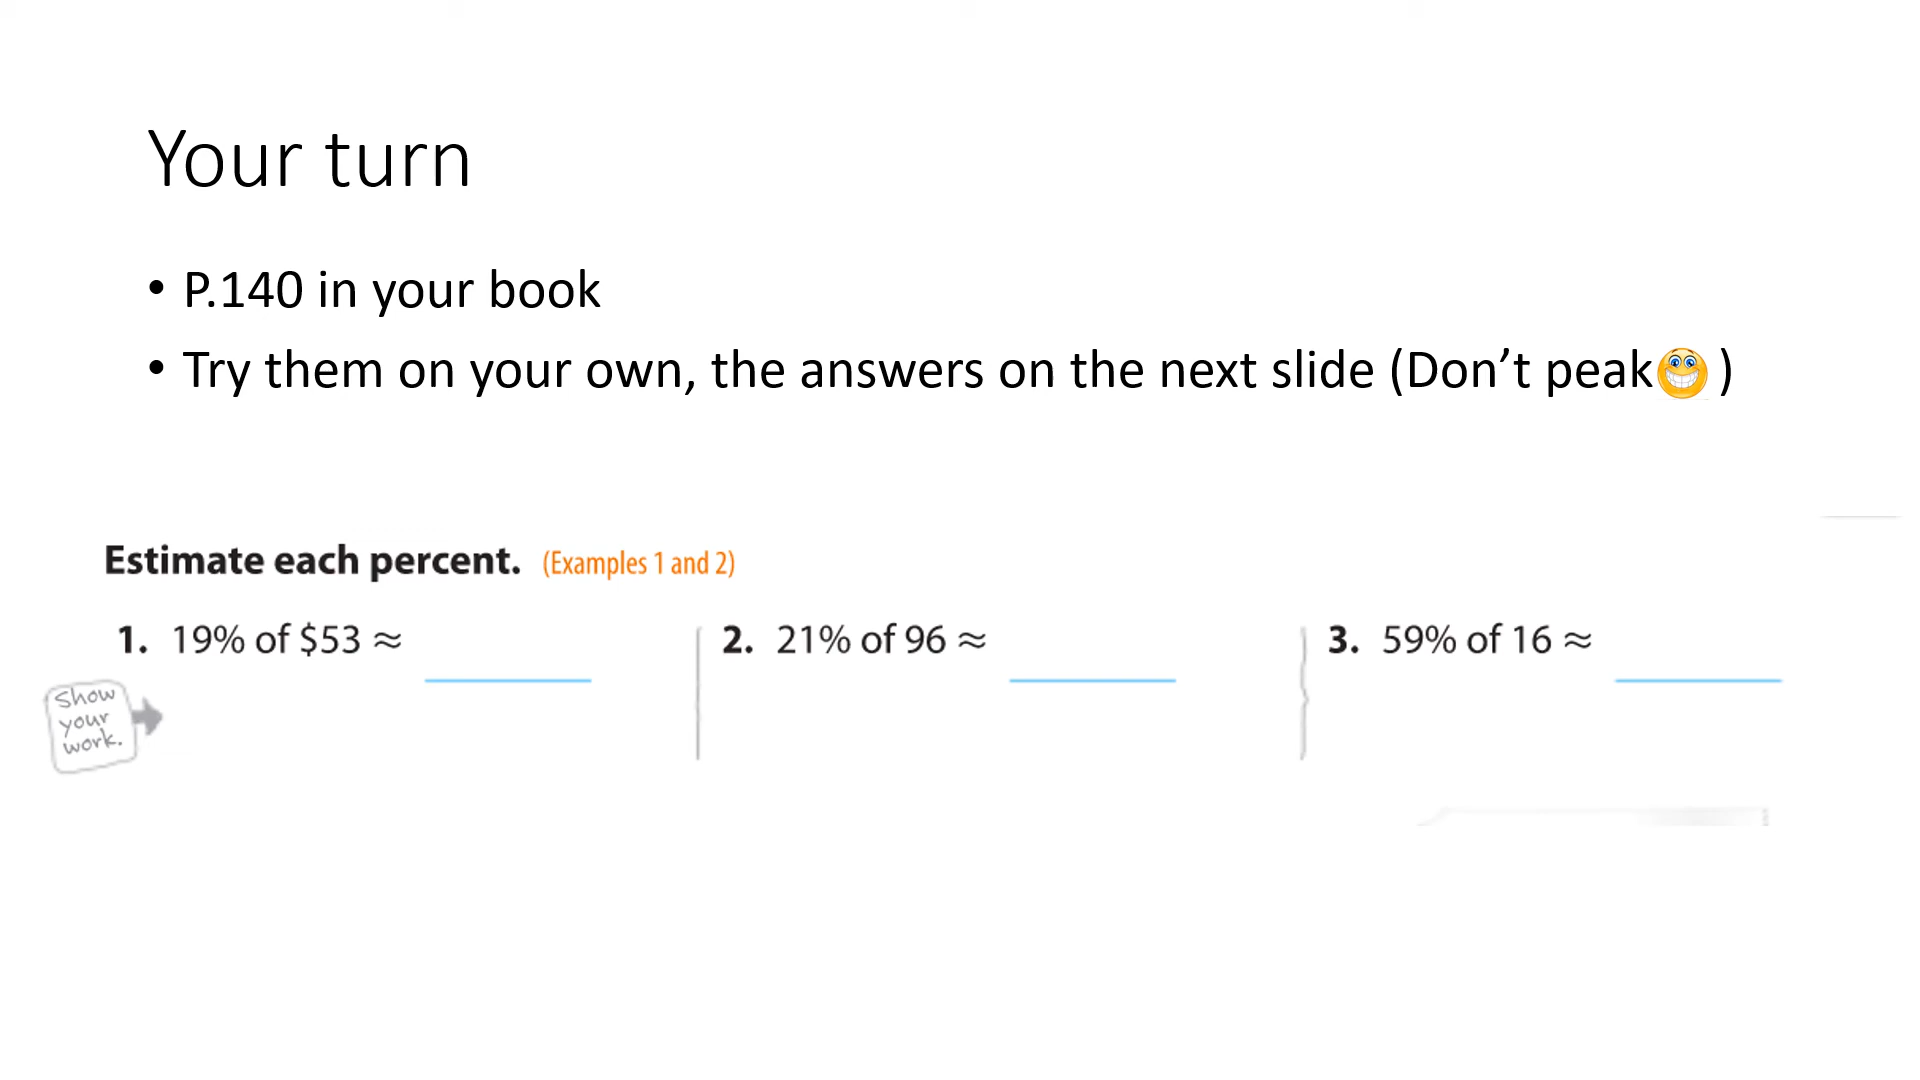 Your turn
• P.140 in your book
• Try them on your own, the answers on the next slide (Don’t peak😁 )
Estimate each percent. (Examples 1 and 2)
1. 19% of $53 ≈ 
2. 21% of 96 ≈ 
3. 59% of 16 ≈ 
Show
your
work.